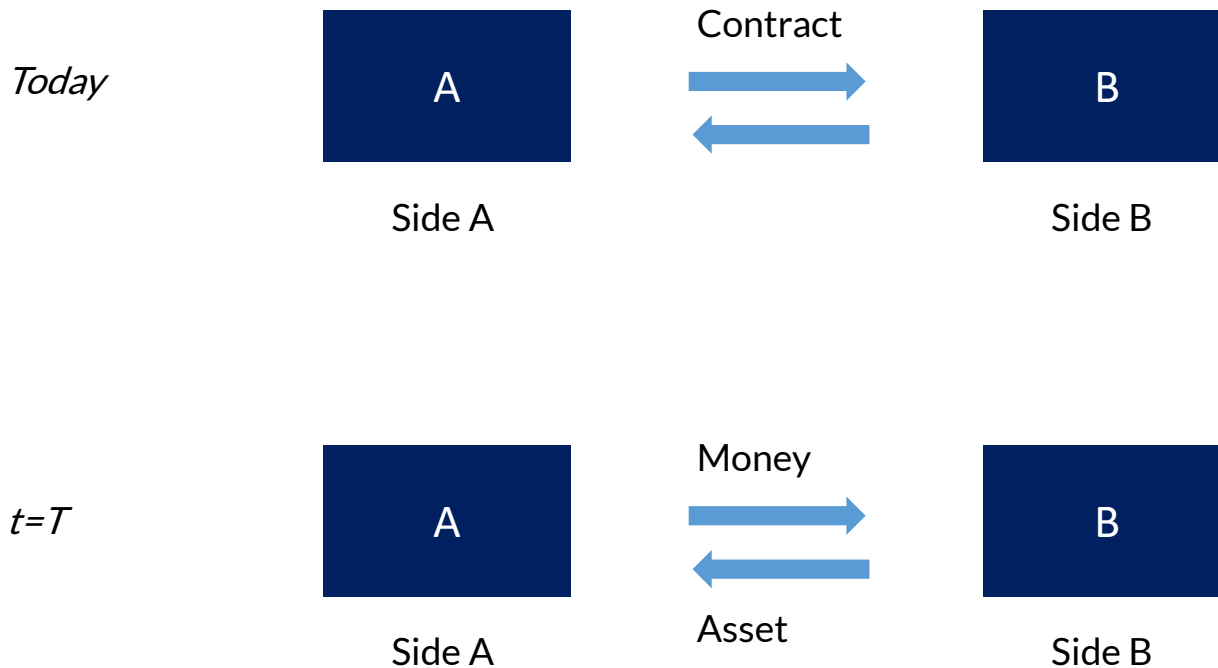 Contract
Today
A
B
Side A
Side B
Money
t=T
A
B
Asset
Side A
Side B